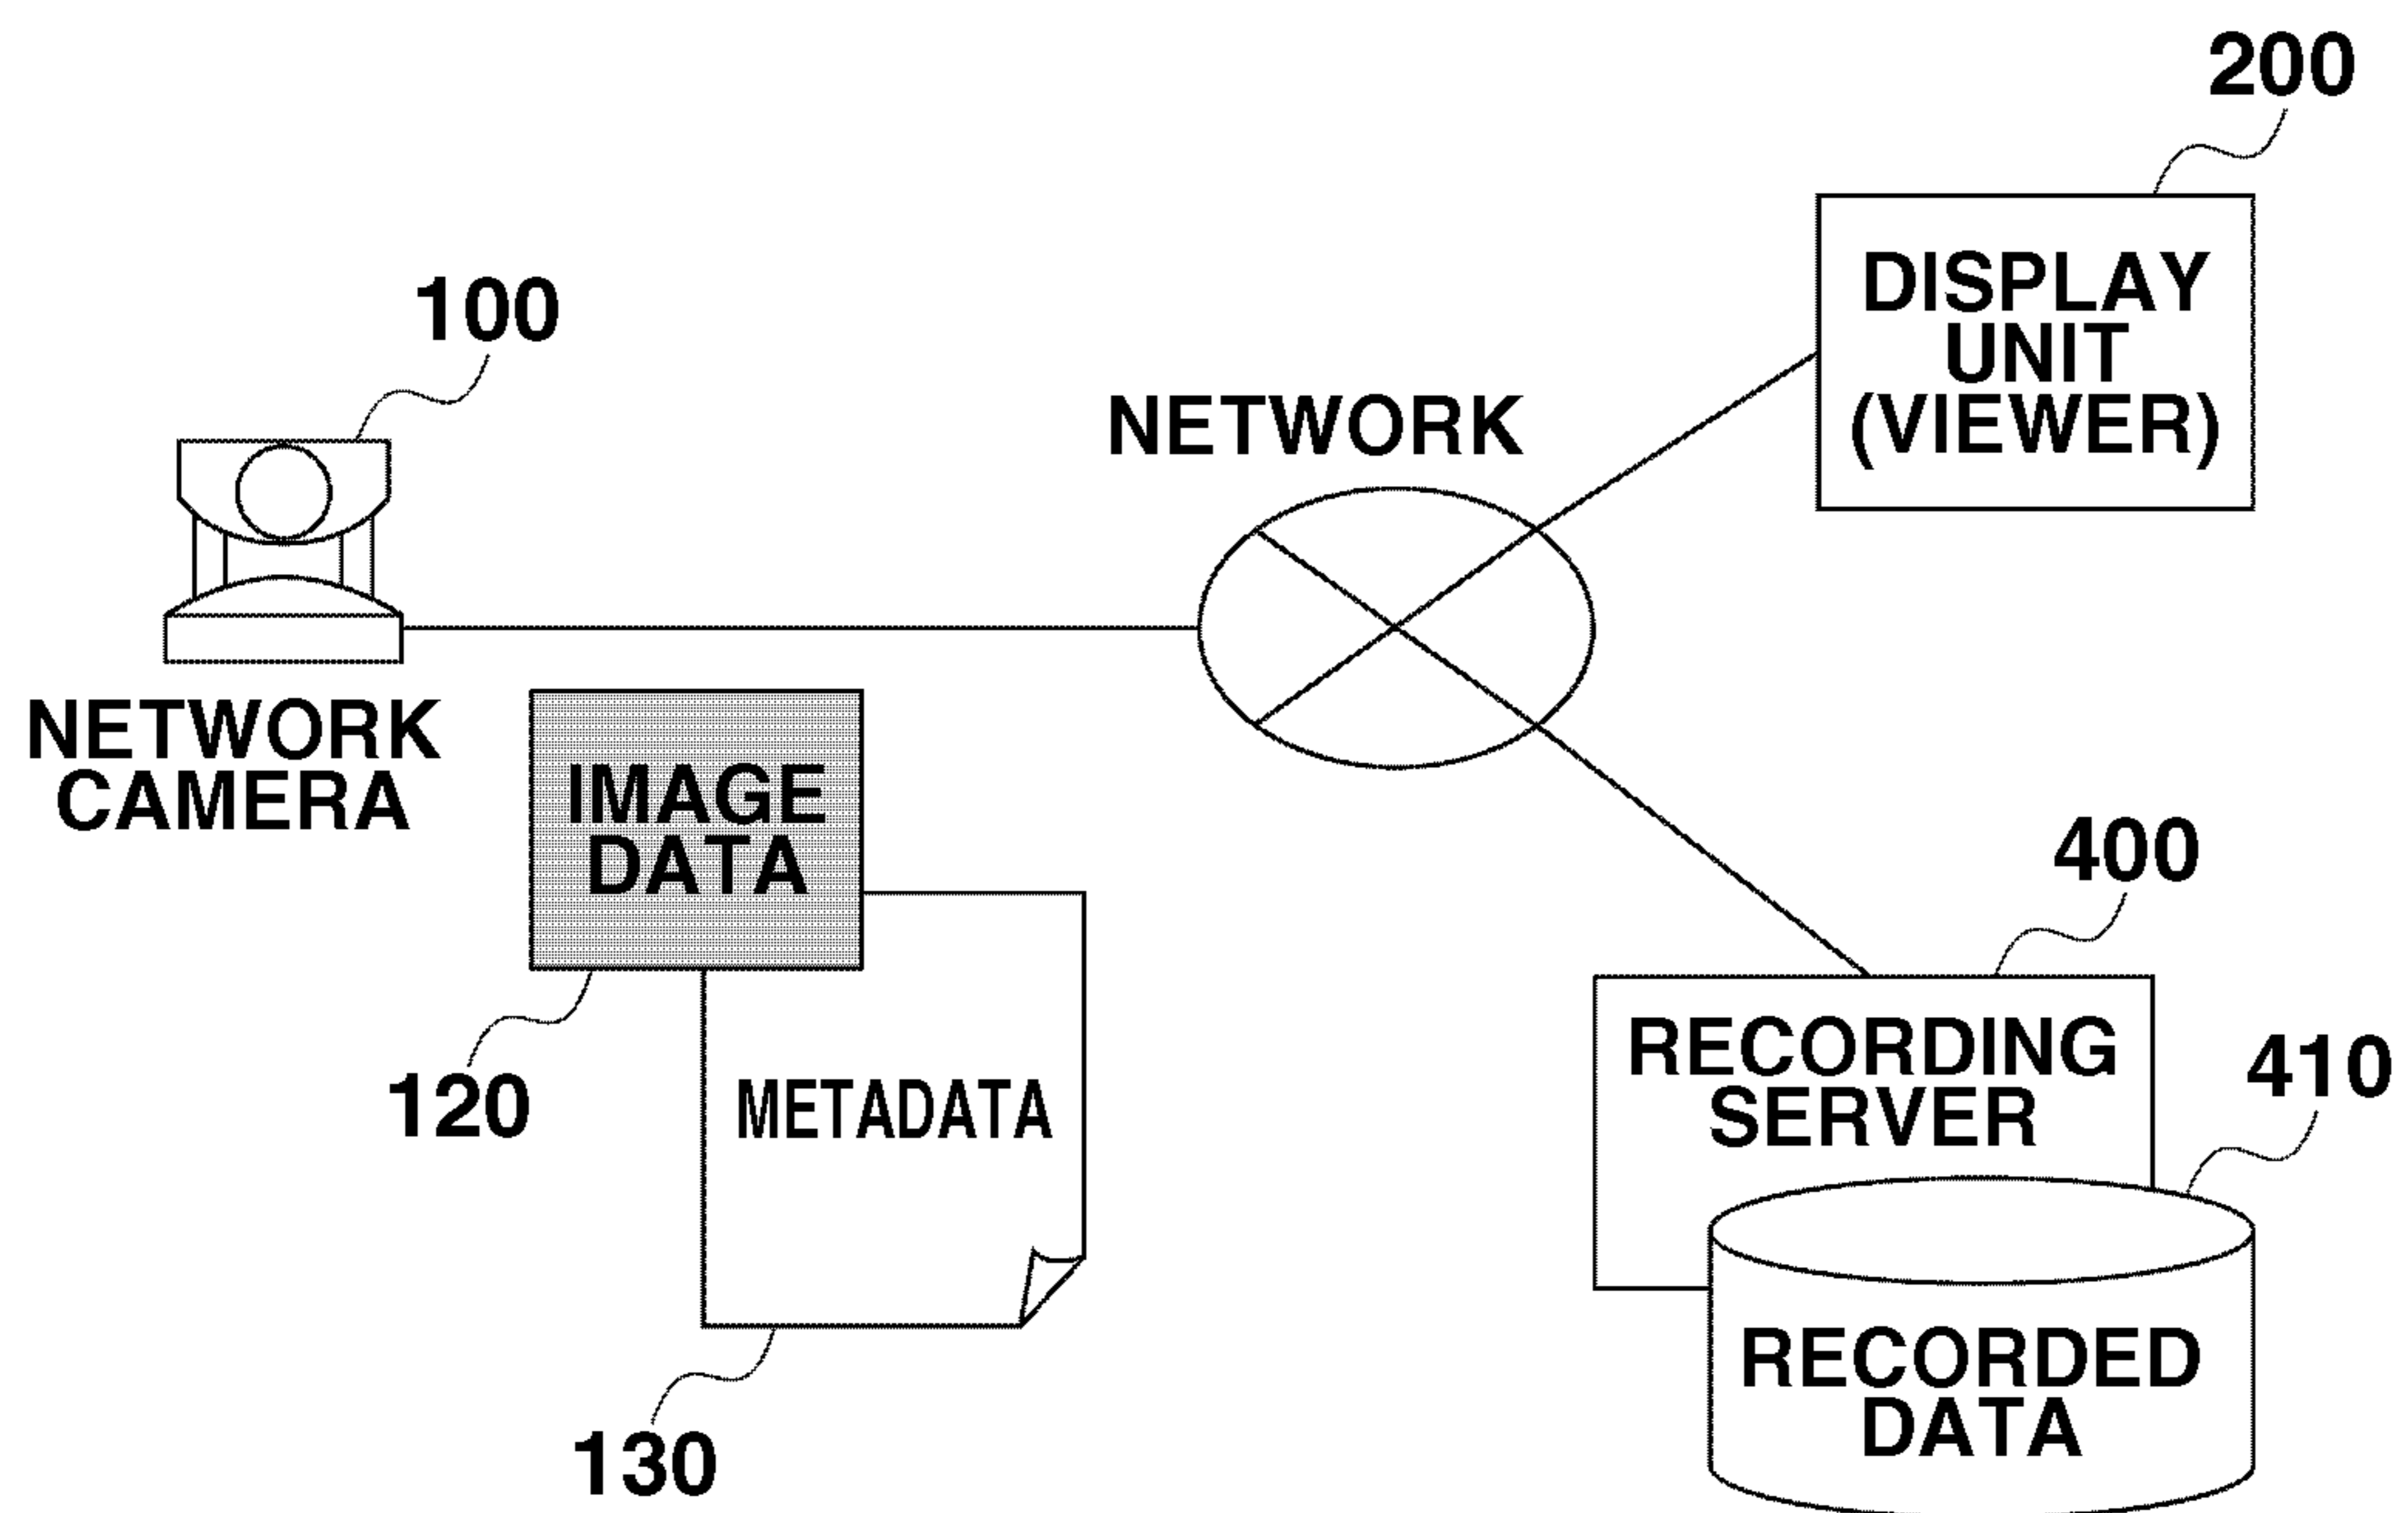 200
DISPLAY
UNIT
(VIEWER)
100
NETWORK
NETWORK
CAMERA
IMAGE
DATA
120
METADATA
130
400
RECORDING
SERVER
410
RECORDED
DATA